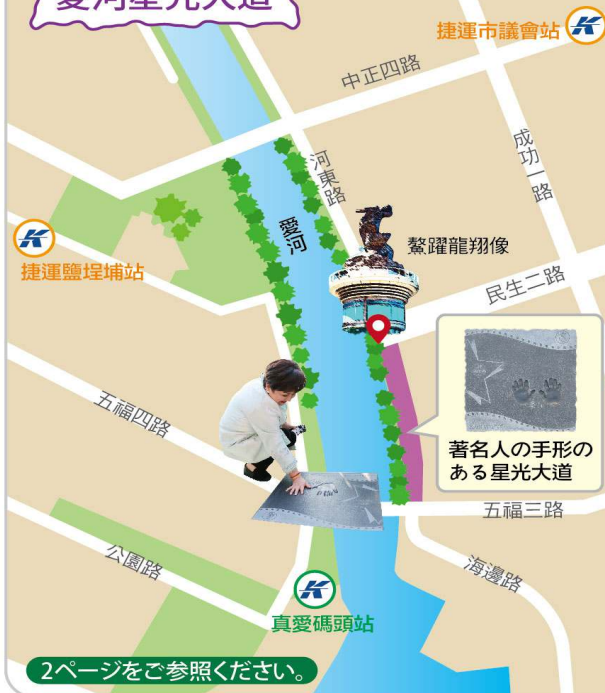 愛河星光大道
捷運市議會站
中正四路
河東路
成功一路
愛河
鰲躍龍翔像
捷運鹽埕埔站
民生二路
五福四路
著名人の手形の
ある星光大道
五福三路
公園路
海邊路
真愛碼頭站
2ページをご参照ください。